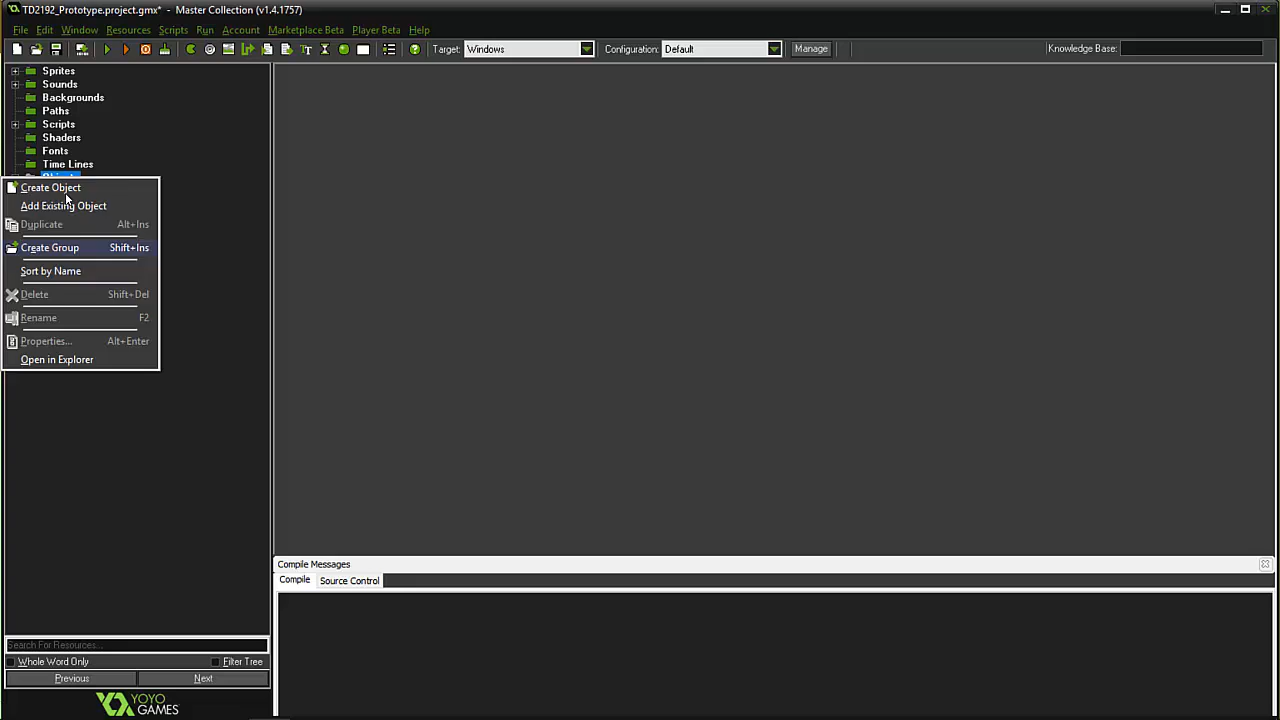 TD2192_Prototype.project.gmx* - Master Collection (v1.4.1757)
File Edit Window Resources Scripts Run Account Marketplace Beta Player Beta Help
Target: Windows Configuration: Default Manage Knowledge Base:
Sprites
Sounds
Backgrounds
Paths
Scripts
Shaders
Fonts
Time Lines
Create Object
Add Existing Object
Duplicate Alt+Ins
Create Group Shift+Ins
Sort by Name
Delete Shift+Del
Rename F2
Properties... Alt+Enter
Open in Explorer
Compile Messages
Compile Source Control
Search For Resources...
Whole Word Only Filter Tree
Previous Next
YOYO
GAMES